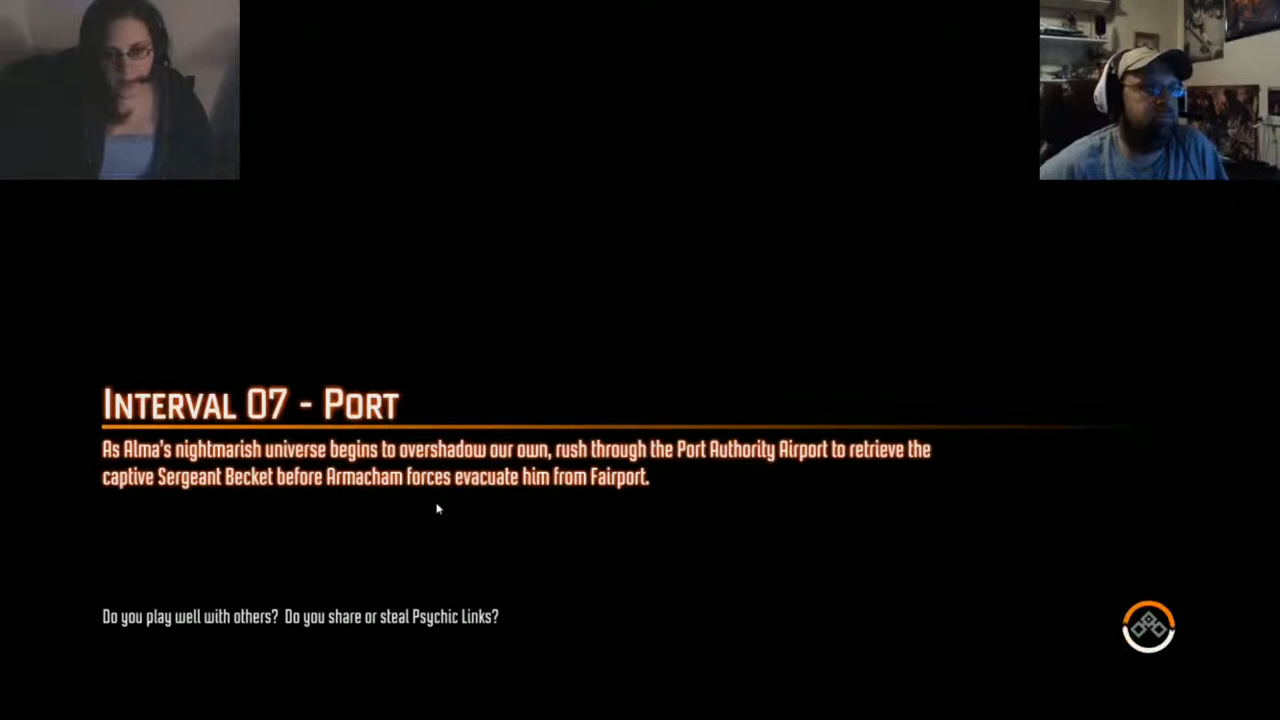 Interval 07 - Port
As Alma's nightmarish universe begins to overshadow our own, rush through the Port Authority Airport to retrieve the
captive Sergeant Becket before Armacham forces evacuate him from Fairport.
Do you play well with others? Do you share or steal Psychic Links?